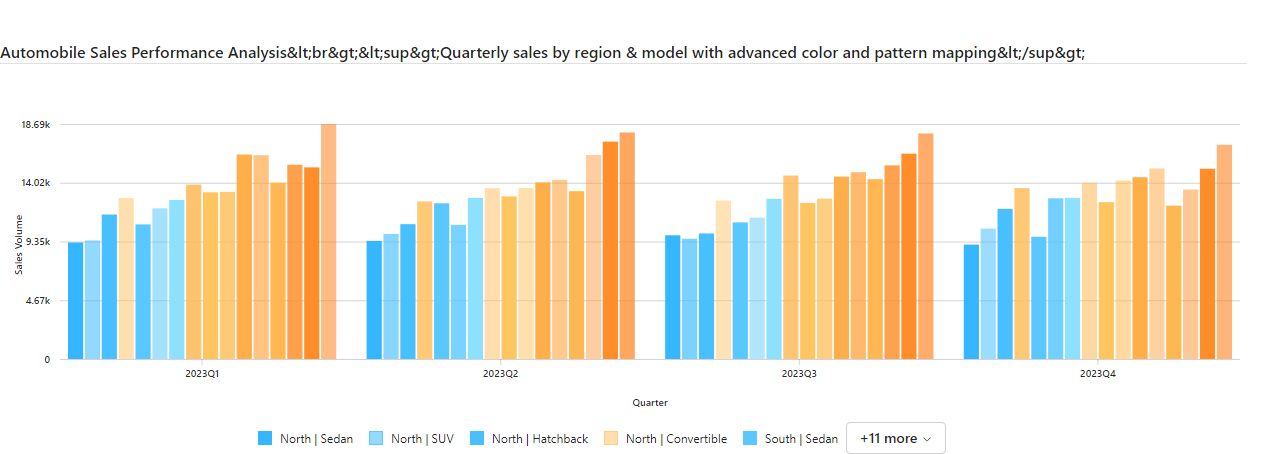 Automobile Sales Performance Analysis&lt;br&gt;&lt;sup&gt;Quarterly sales by region & model with advanced color and pattern mapping&lt;/sup&gt;
18.69k
14.02k
9.35k
4.67k
0
Sales Volume
2023Q1 2023Q2 2023Q3 2023Q4
Quarter
North | Sedan North | SUV North | Hatchback North | Convertible South | Sedan +11 more